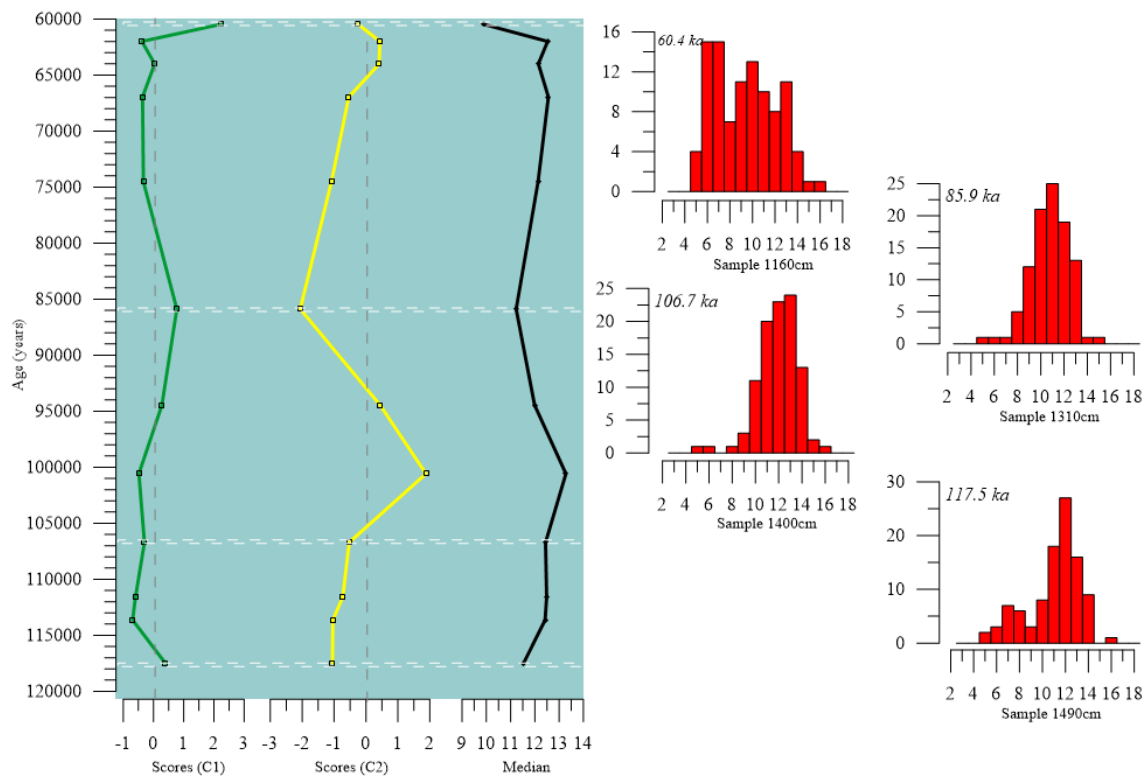 60000
65000
70000
75000
80000
85000
90000
95000
100000
105000
110000
115000
120000
Age (years)
-1 0 1 2 3
Scores (C1)
-3 -2 -1 0 1 2
Scores (C2)
9 10 11 12 13 14
Median
60.4 ka
16
12
8
4
0
2 4 6 8 10 12 14 16 18
Sample 1160cm
85.9 ka
25
20
15
10
5
0
2 4 6 8 10 12 14 16 18
Sample 1310cm
106.7 ka
25
20
15
10
5
0
2 4 6 8 10 12 14 16 18
Sample 1400cm
117.5 ka
30
20
10
0
2 4 6 8 10 12 14 16 18
Sample 1490cm